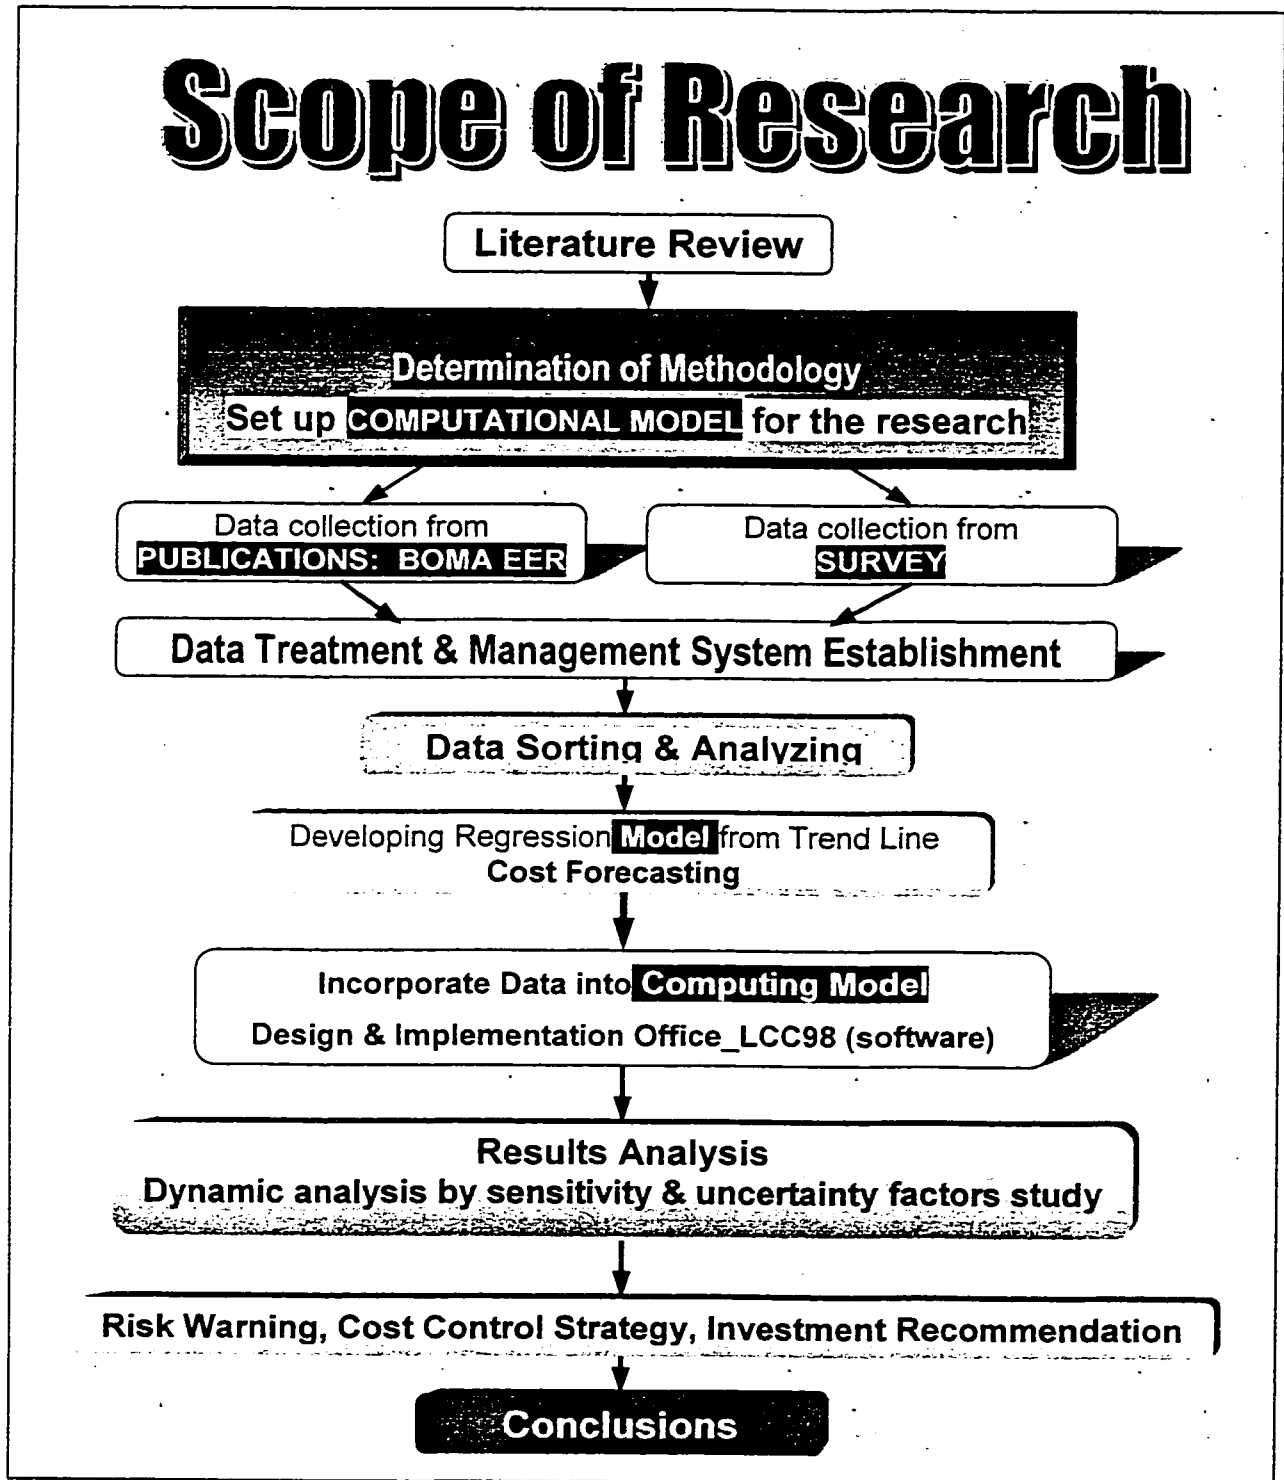 Scope of Research
Literature Review
Determination of Methodology
Set up COMPUTATIONAL MODEL for the research
Data collection from
PUBLICATIONS: BOMA EER
Data collection from
SURVEY
Data Treatment & Management System Establishment
Data Sorting & Analyzing
Developing Regression Model from Trend Line
Cost Forecasting
Incorporate Data into Computing Model
Design & Implementation Office_LCC98 (software)
Results Analysis
Dynamic analysis by sensitivity & uncertainty factors study
Risk Warning, Cost Control Strategy, Investment Recommendation
Conclusions